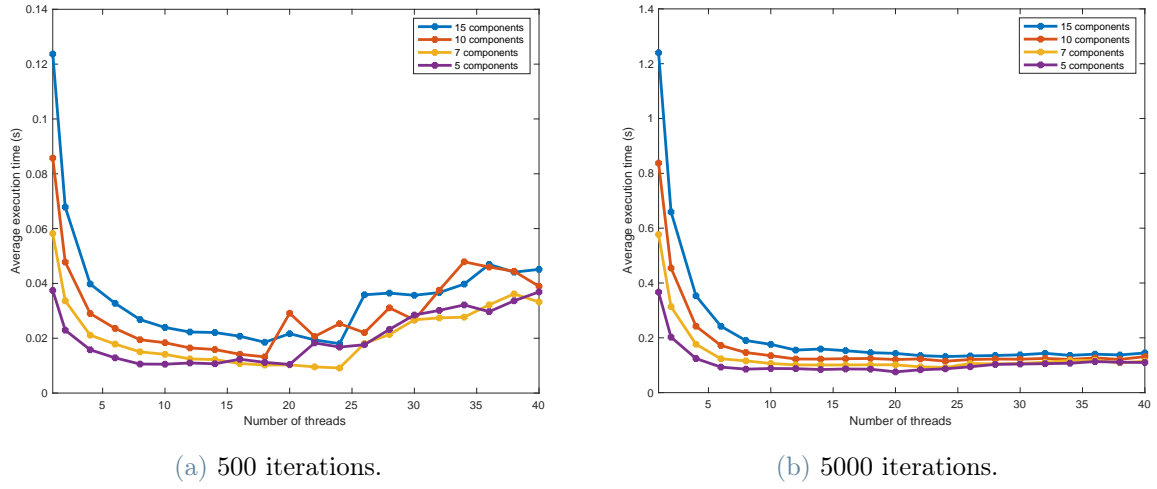 0.14
0.12
0.1
0.08
0.06
0.04
0.02
0
Average execution time (s)
15 components
10 components
7 components
5 components
5 10 15 20 25 30 35 40
Number of threads
(a) 500 iterations.
1.4
1.2
1
0.8
0.6
0.4
0.2
0
Average execution time (s)
15 components
10 components
7 components
5 components
5 10 15 20 25 30 35 40
Number of threads
(b) 5000 iterations.